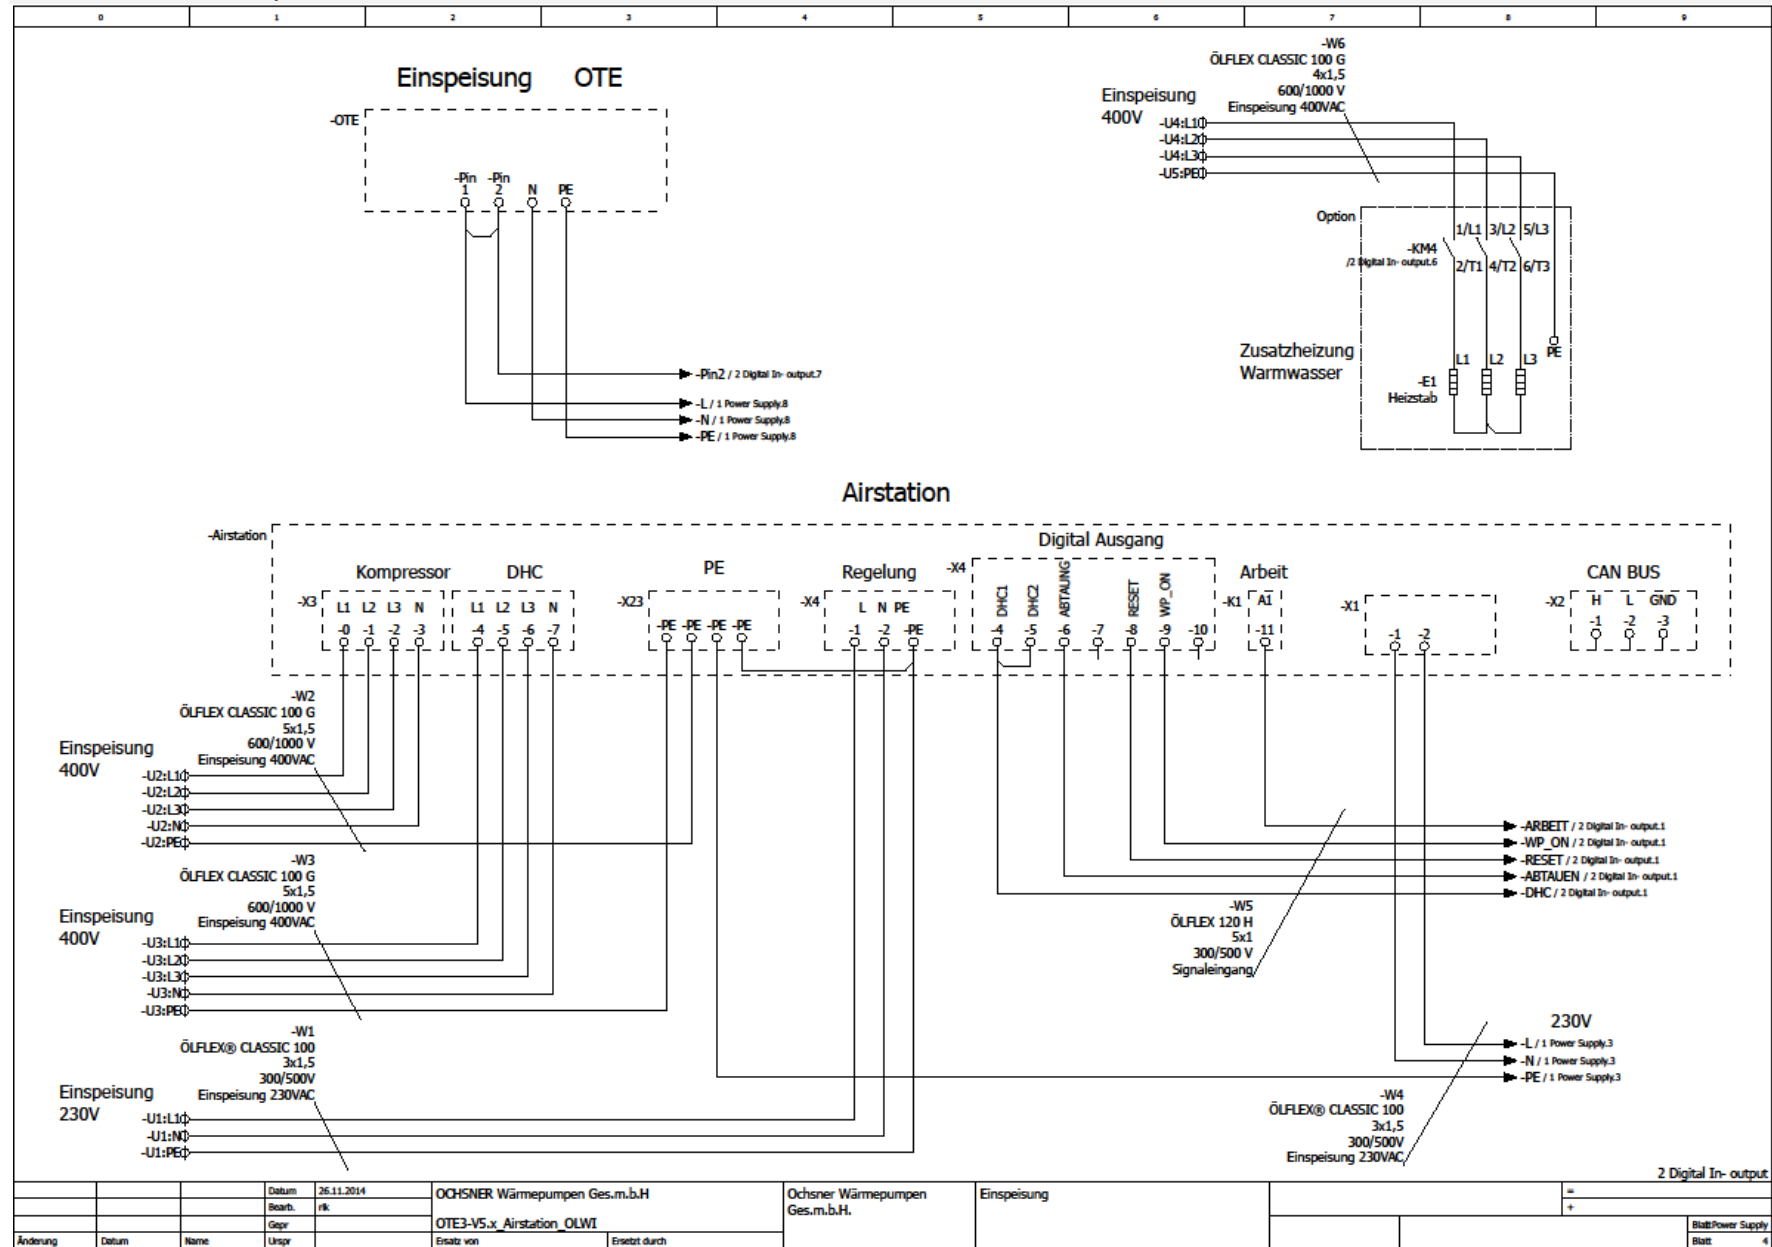 0 1 2 3 4 5 6 7 8 9
Einspeisung OTE
-OTE
-Pin -Pin
1 2 N PE
-Pin2 / 2 Digital In- output.7
-L / 1 Power Supply.8
-N / 1 Power Supply.8
-PE / 1 Power Supply.8
-W6
ÖLFLEX CLASSIC 100 G
4x1,5
600/1000 V
Einspeisung 400VAC
Einspeisung
400V
-U4:L1
-U4:L2
-U4:L3
-U5:PE
Option
1/L1 3/L2 5/L3
-KM4
/2 Digital In- output.6
2/T1 4/T2 6/T3
Zusatzheizung
Warmwasser
L1 L2 L3 PE
-E1
Heizstab
Airstation
-Airstation
Kompressor DHC PE Regelung
-X3
L1 L2 L3 N
-0 -1 -2 -3
L1 L2 L3 N
-4 -5 -6 -7
-X23
-PE -PE -PE -PE
-X4
L N PE
-1 -2 -PE
Digital Ausgang
-X4
DHC1 DHC2 ABTAUNG RESET WP_ON
-4 -5 -6 -7 -8 -9 -10
Arbeit
-K1 A1
-11
-X1
-1 -2
CAN BUS
-X2
H L GND
-1 -2 -3
-W2
ÖLFLEX CLASSIC 100 G
5x1,5
600/1000 V
Einspeisung 400VAC
Einspeisung
400V
-U2:L1
-U2:L2
-U2:L3
-U2:N
-U2:PE
-W3
ÖLFLEX CLASSIC 100 G
5x1,5
600/1000 V
Einspeisung 400VAC
Einspeisung
400V
-U3:L1
-U3:L2
-U3:L3
-U3:N
-U3:PE
-W1
ÖLFLEX® CLASSIC 100
3x1,5
300/500V
Einspeisung 230VAC
Einspeisung
230V
-U1:L1
-U1:N
-U1:PE
-ARBEIT / 2 Digital In- output.1
-WP_ON / 2 Digital In- output.1
-RESET / 2 Digital In- output.1
-ABTAUEN / 2 Digital In- output.1
-DHC / 2 Digital In- output.1
-W5
ÖLFLEX 120 H
5x1
300/500 V
Signaleingang
230V
-L / 1 Power Supply.3
-N / 1 Power Supply.3
-PE / 1 Power Supply.3
-W4
ÖLFLEX® CLASSIC 100
3x1,5
300/500V
Einspeisung 230VAC
2 Digital In- output
Datum 26.11.2014
Bearb. rik
Gepr
Änderung Datum Name Urspr
OCHSNER Wärmepumpen Ges.m.b.H
OTE3-V5.x_Airstation_OLWI
Ersatz von Ersetzt durch
Ochsner Wärmepumpen
Ges.m.b.H.
Einspeisung
=
+
Blatt Power Supply
Blatt 4